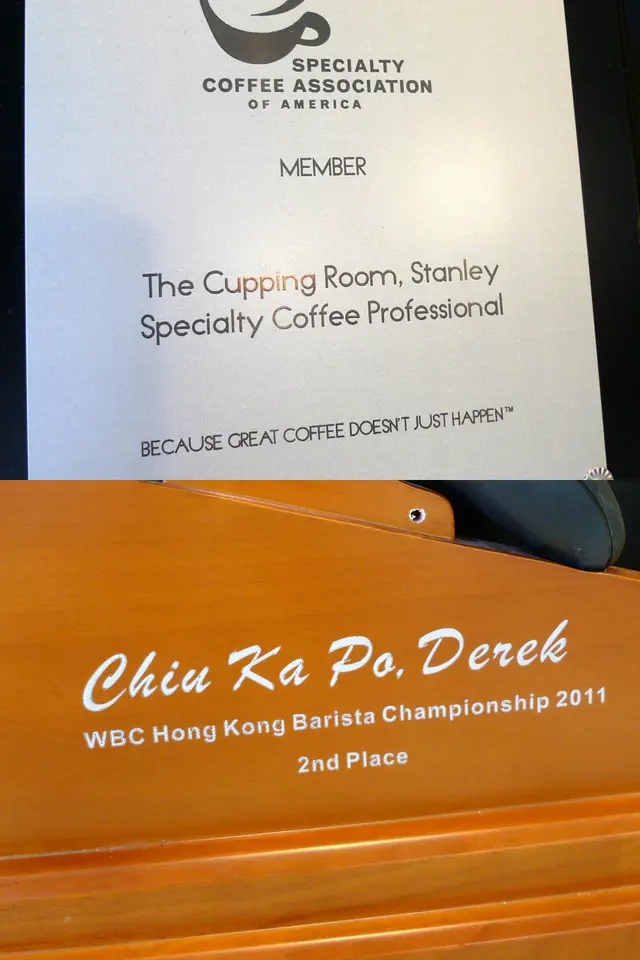 SPECIALTY
COFFEE ASSOCIATION
OF AMERICA
MEMBER
The Cupping Room, Stanley
Specialty Coffee Professional
BECAUSE GREAT COFFEE DOESN'T JUST HAPPEN™
Chiu Ka Po, Derek
WBC Hong Kong Barista Championship 2011
2nd Place